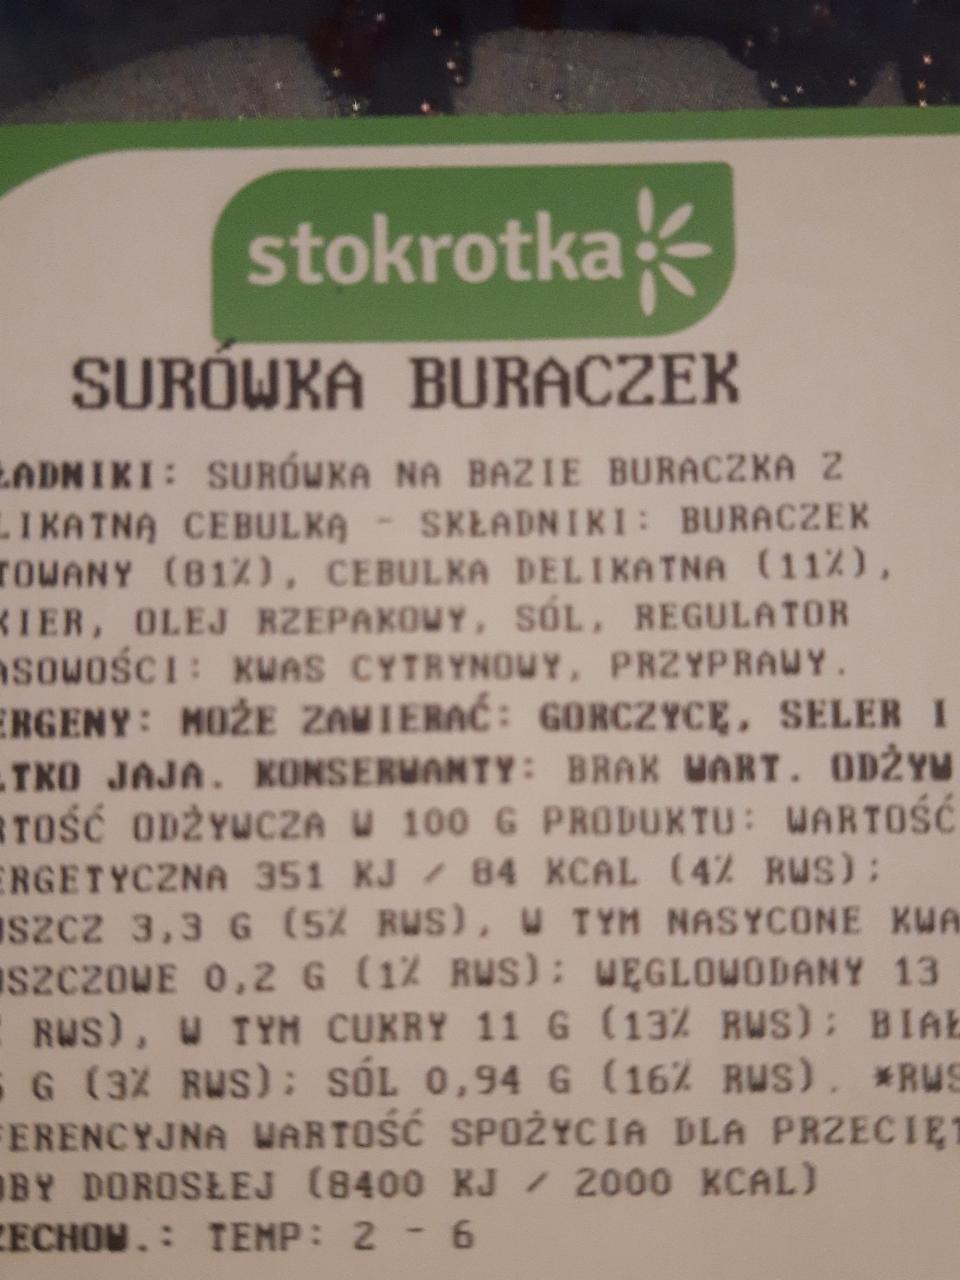 stokrotka
SURÓWKA BURACZEK
ŁADNIKI: SURÓWKA NA BAZIE BURACZKA Z
LIKATNĄ CEBULKĄ - SKŁADNIKI: BURACZEK
TOWANY (81%), CEBULKA DELIKATNA (11%),
KIER, OLEJ RZEPAKOWY, SÓL, REGULATOR
ASOWOŚCI: KWAS CYTRYNOWY, PRZYPRAWY.
ERGENY: MOŻE ZAWIERAĆ: GORCZYCĘ, SELER I
ŁTKO JAJA. KONSERWANTY: BRAK WART. ODŻYW
RTOŚĆ ODŻYWCZA W 100 G PRODUKTU: WARTOŚĆ
ERGETYCZNA 351 KJ / 84 KCAL (4% RWS);
USZCZ 3,3 G (5% RWS), W TYM NASYCONE KWA
USZCZOWE 0,2 G (1% RWS); WĘGLOWODANY 13
% RWS), W TYM CUKRY 11 G (13% RWS); BIAŁ
G (3% RWS); SÓL 0,94 G (16% RWS). *RWS
FERENCYJNA WARTOŚĆ SPOŻYCIA DLA PRZECIĘT
OBY DOROSŁEJ (8400 KJ / 2000 KCAL)
ZECHOW.: TEMP: 2 - 6